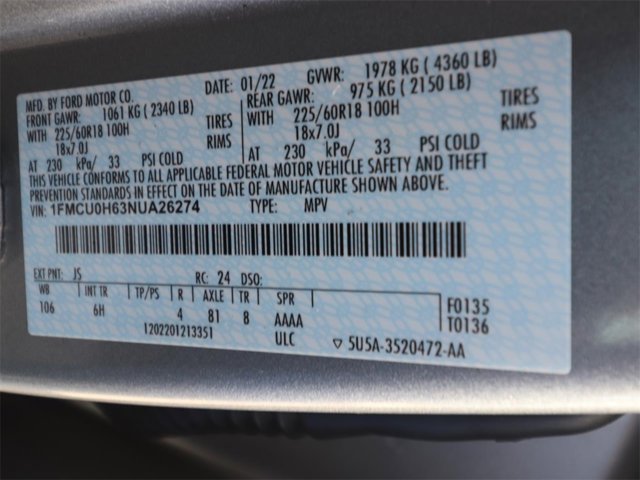 MFD. BY FORD MOTOR CO. DATE: 01/22 GVWR: 1978 KG ( 4360 LB)
FRONT GAWR: 1061 KG ( 2340 LB) REAR GAWR: 975 KG ( 2150 LB)
WITH 225/60R18 100H TIRES WITH 225/60R18 100H TIRES
18x7.0J RIMS 18x7.0J RIMS
AT 230 kPa/ 33 PSI COLD AT 230 kPa/ 33 PSI COLD
THIS VEHICLE CONFORMS TO ALL APPLICABLE FEDERAL MOTOR VEHICLE SAFETY AND THEFT
PREVENTION STANDARDS IN EFFECT ON THE DATE OF MANUFACTURE SHOWN ABOVE.
VIN: 1FMCU0H63NUA26274 TYPE: MPV
EXT PNT: JS RC: 24 DSO:
WB INT TR TP/PS R AXLE TR SPR F0135
106 6H 4 81 8 AAAA T0136
1202201213351 ULC ▽ 5U5A-3520472-AA